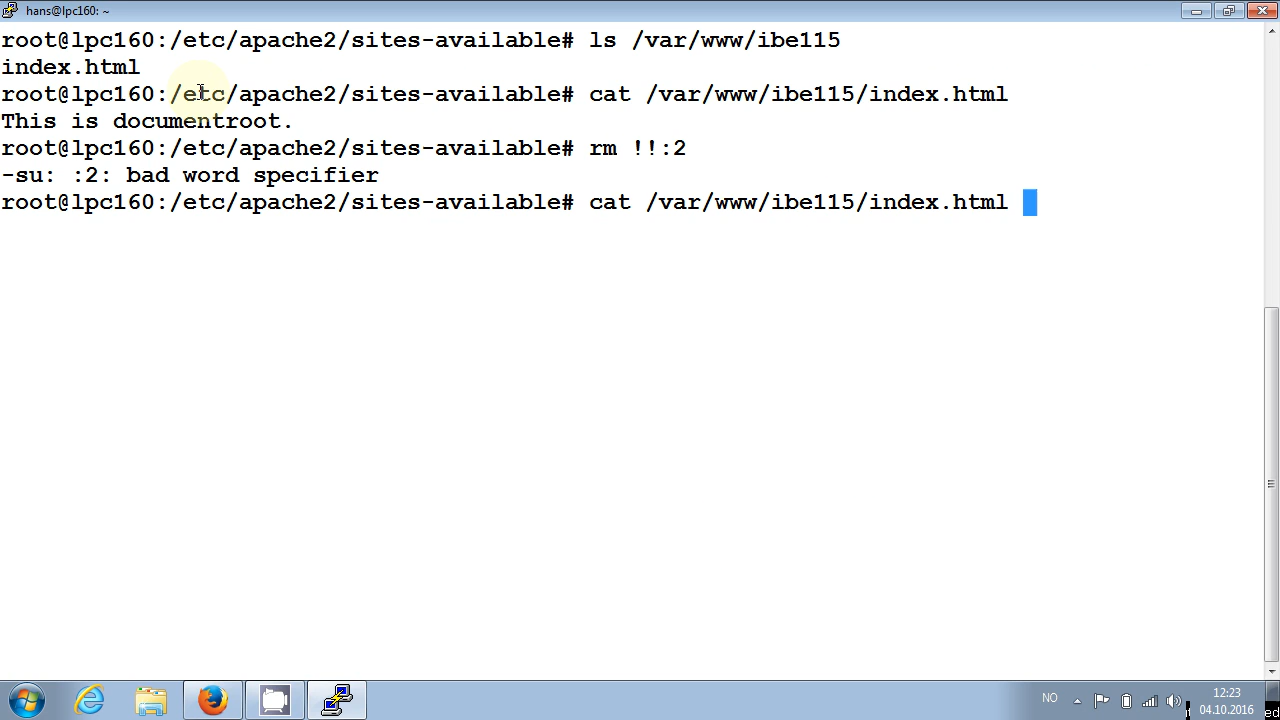 hans@lpc160: ~
root@lpc160:/etc/apache2/sites-available# ls /var/www/ibe115
index.html
root@lpc160:/etc/apache2/sites-available# cat /var/www/ibe115/index.html
This is documentroot.
root@lpc160:/etc/apache2/sites-available# rm !!:2
-su: :2: bad word specifier
root@lpc160:/etc/apache2/sites-available# cat /var/www/ibe115/index.html
NO
12:23
04.10.2016